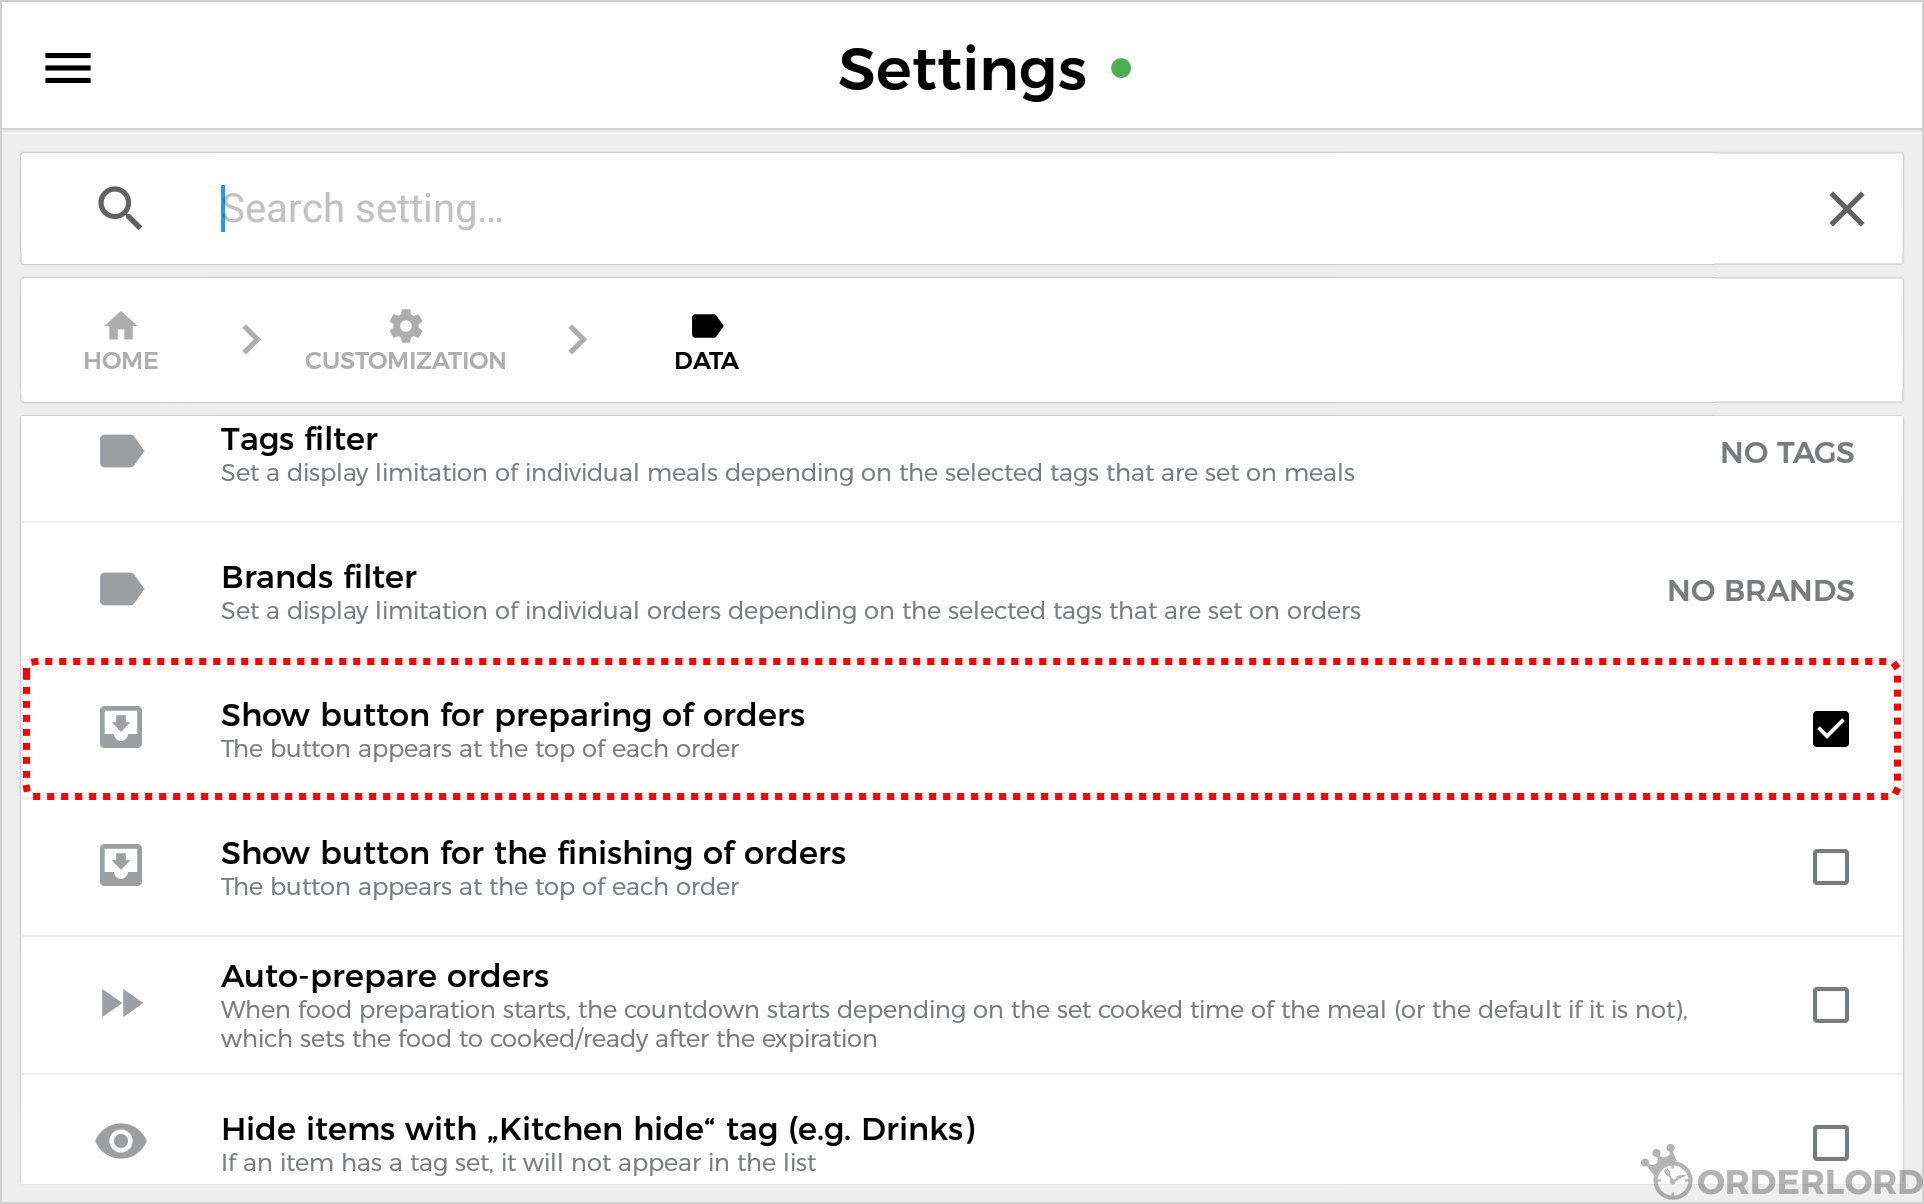 Settings
Search setting...
HOME
CUSTOMIZATION
DATA
Tags filter
Set a display limitation of individual meals depending on the selected tags that are set on meals
NO TAGS
Brands filter
Set a display limitation of individual orders depending on the selected tags that are set on orders
NO BRANDS
Show button for preparing of orders
The button appears at the top of each order
Show button for the finishing of orders
The button appears at the top of each order
Auto-prepare orders
When food preparation starts, the countdown starts depending on the set cooked time of the meal (or the default if it is not),
which sets the food to cooked/ready after the expiration
Hide items with „Kitchen hide“ tag (e.g. Drinks)
If an item has a tag set, it will not appear in the list
ORDERLORD